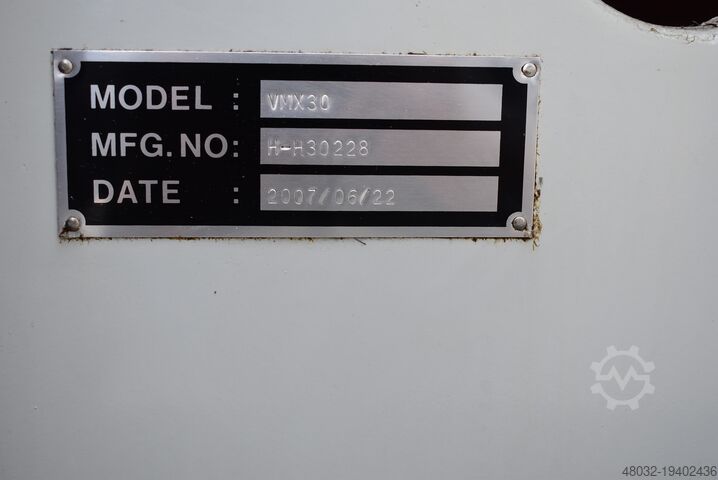 MODEL : VMX30
MFG.NO: H-H30228
DATE : 2007/06/22
48032-19402436